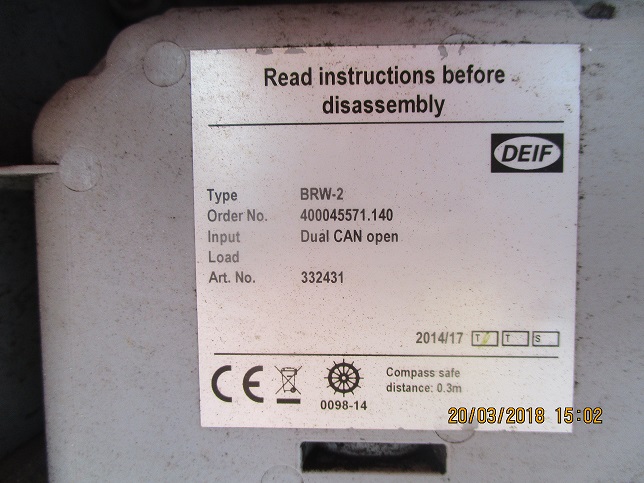 Read instructions before
disassembly
DEIF
Type BRW-2
Order No. 400045571.140
Input Dual CAN open
Load
Art. No. 332431
2014/17 T T S
CE
0098-14
Compass safe
distance: 0.3m
20/03/2018 15:02